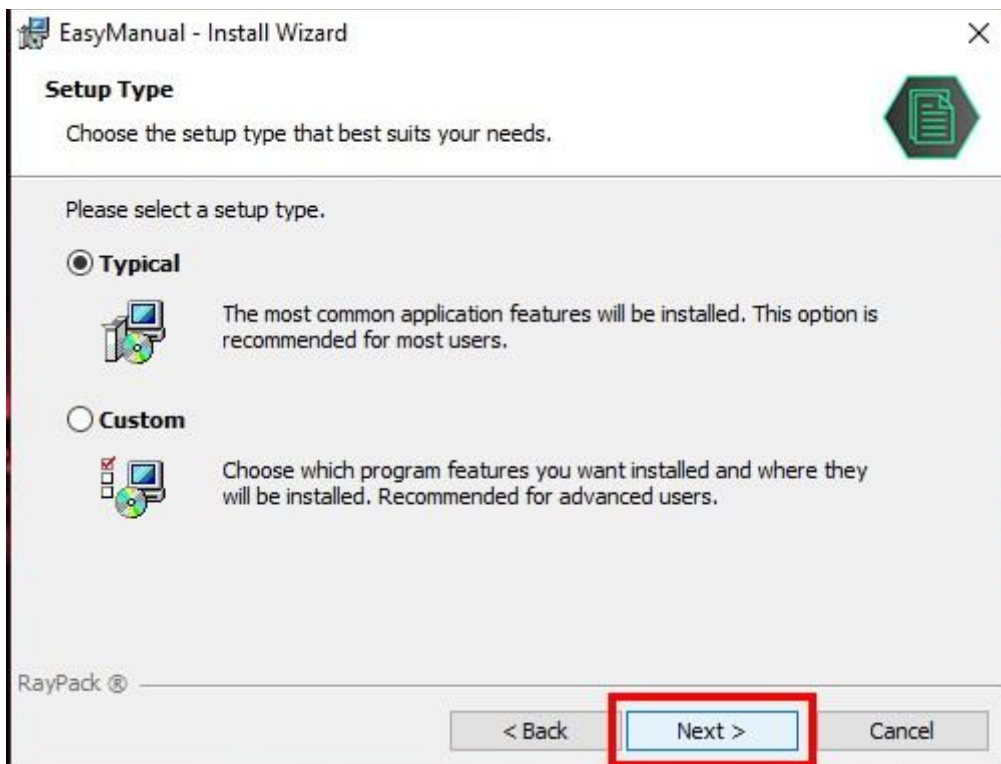 EasyManual - Install Wizard
Setup Type
Choose the setup type that best suits your needs.
Please select a setup type.
Typical
The most common application features will be installed. This option is
recommended for most users.
Custom
Choose which program features you want installed and where they
will be installed. Recommended for advanced users.
RayPack ®
< Back Next > Cancel